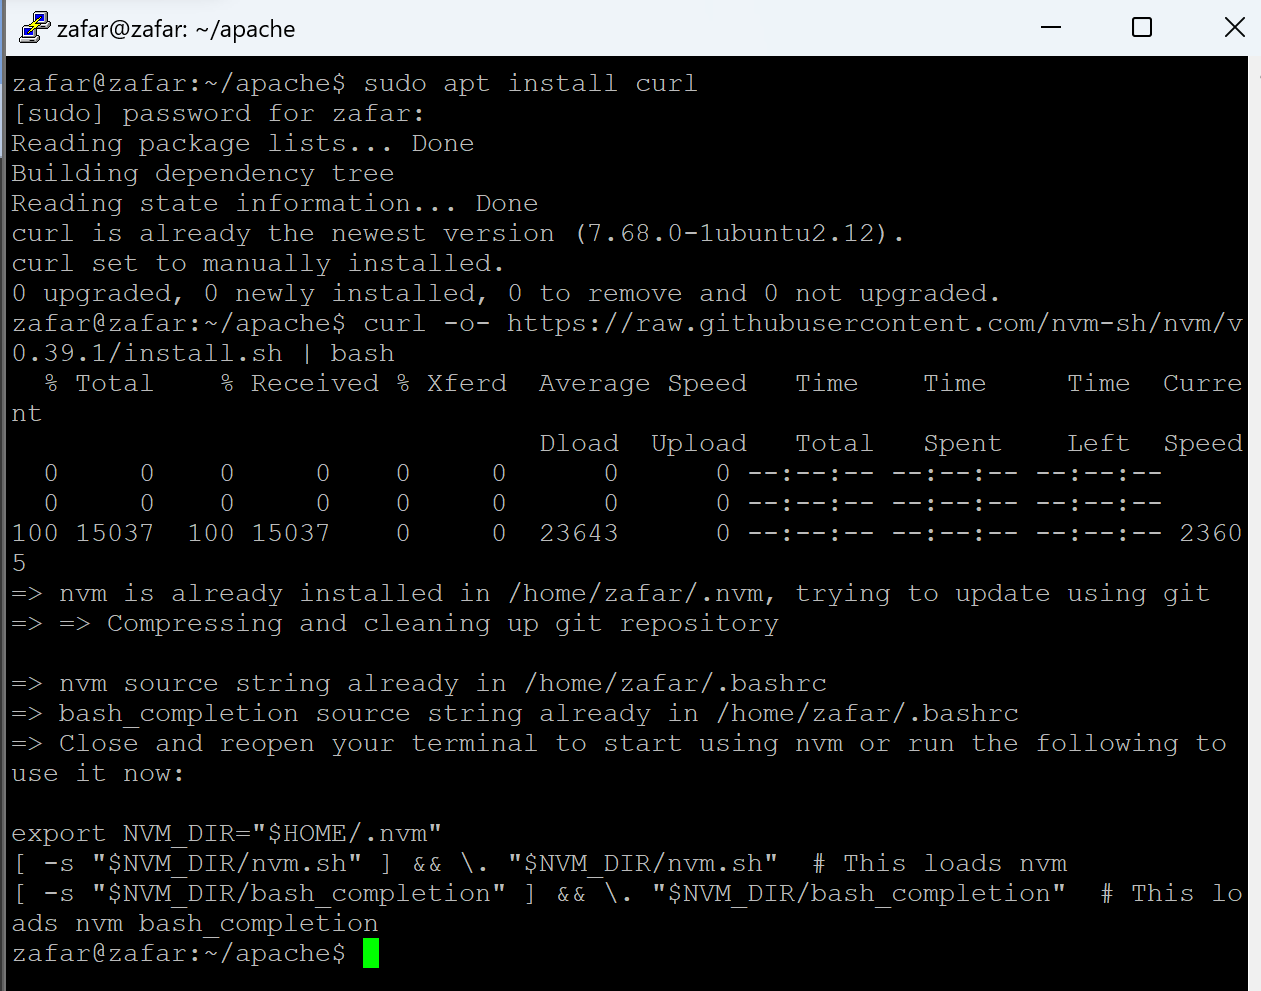 zafar@zafar: ~/apache
zafar@zafar:~/apache$ sudo apt install curl
[sudo] password for zafar:
Reading package lists... Done
Building dependency tree
Reading state information... Done
curl is already the newest version (7.68.0-1ubuntu2.12).
curl set to manually installed.
0 upgraded, 0 newly installed, 0 to remove and 0 not upgraded.
zafar@zafar:~/apache$ curl -o- https://raw.githubusercontent.com/nvm-sh/nvm/v
0.39.1/install.sh | bash
  % Total    % Received % Xferd  Average Speed   Time    Time     Time  Curre
nt
                                 Dload  Upload   Total   Spent    Left  Speed
  0     0    0     0    0     0      0      0 --:--:-- --:--:-- --:--:--
  0     0    0     0    0     0      0      0 --:--:-- --:--:-- --:--:--
100 15037  100 15037    0     0  23643      0 --:--:-- --:--:-- --:--:-- 2360
5
=> nvm is already installed in /home/zafar/.nvm, trying to update using git
=> => Compressing and cleaning up git repository
=> nvm source string already in /home/zafar/.bashrc
=> bash_completion source string already in /home/zafar/.bashrc
=> Close and reopen your terminal to start using nvm or run the following to
use it now:
export NVM_DIR="$HOME/.nvm"
[ -s "$NVM_DIR/nvm.sh" ] && \. "$NVM_DIR/nvm.sh"  # This loads nvm
[ -s "$NVM_DIR/bash_completion" ] && \. "$NVM_DIR/bash_completion"  # This lo
ads nvm bash_completion
zafar@zafar:~/apache$